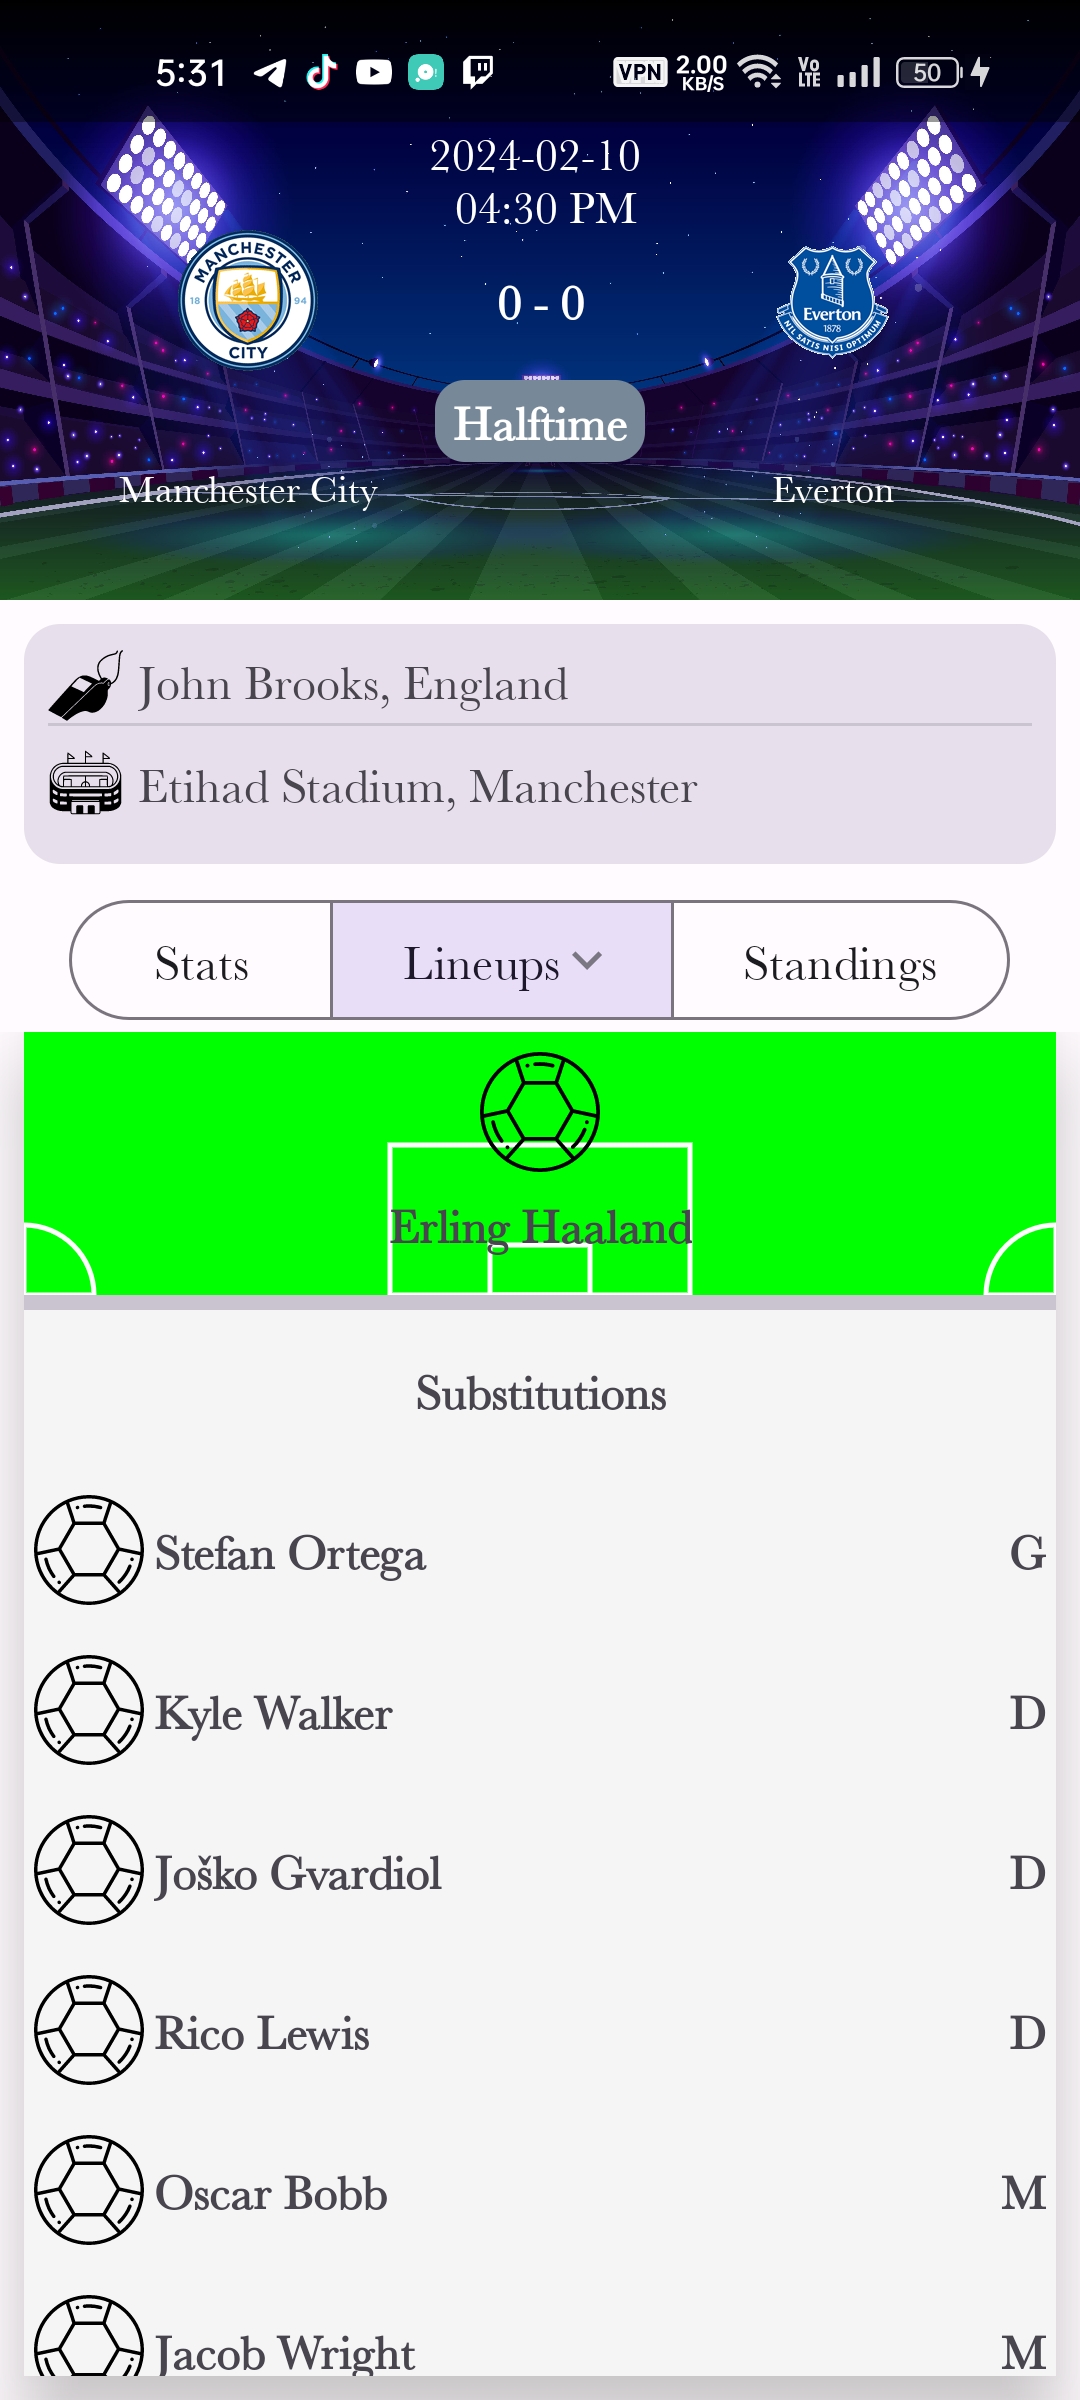 5:31 VPN 2.00 KB/S Vo LTE 50
2024-02-10
04:30 PM
MANCHESTER
18 94
CITY
0 - 0
Everton
1878
NIL SATIS NISI OPTIMUM
Halftime
Manchester City Everton
John Brooks, England
Etihad Stadium, Manchester
Stats Lineups Standings
Erling Haaland
Substitutions
Stefan Ortega G
Kyle Walker D
Joško Gvardiol D
Rico Lewis D
Oscar Bobb M
Jacob Wright M